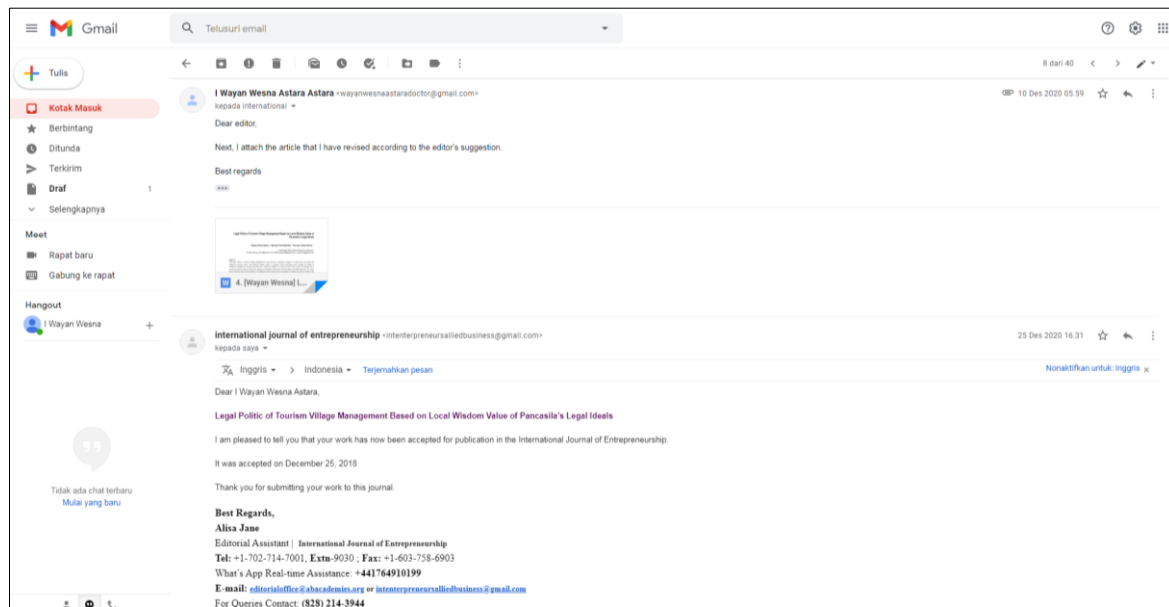 Gmail
Telusuri email
Tulis
8 dari 40
Kotak Masuk
Berbintang
Ditunda
Terkirim
Draf 1
Selengkapnya
Meet
Rapat baru
Gabung ke rapat
Hangout
I Wayan Wesna
Tidak ada chat terbaru
Mulai yang baru
I Wayan Wesna Astara Astara <wayanwesnaastaradoctor@gmail.com>
10 Des 2020 05.59
kepada international
Dear editor,
Next, I attach the article that I have revised according to the editor's suggestion.
Best regards
W 4. [Wayan Wesna] L...
international journal of entrepreneurship <intenterpreneursalliedbusiness@gmail.com>
25 Des 2020 16.31
kepada saya
Inggris > Indonesia Terjemahkan pesan
Nonaktifkan untuk: Inggris x
Dear I Wayan Wesna Astara,
Legal Politic of Tourism Village Management Based on Local Wisdom Value of Pancasila's Legal Ideals
I am pleased to tell you that your work has now been accepted for publication in the International Journal of Entrepreneurship.
It was accepted on December 25, 2018
Thank you for submitting your work to this journal.
Best Regards,
Alisa Jane
Editorial Assistant | International Journal of Entrepreneurship
Tel: +1-702-714-7001, Extn-9030 ; Fax: +1-603-758-6903
What's App Real-time Assistance: +441764910199
E-mail: editorialoffice@abacademies.org or intenterpreneursalliedbusiness@gmail.com
For Queries Contact: (828) 214-3944